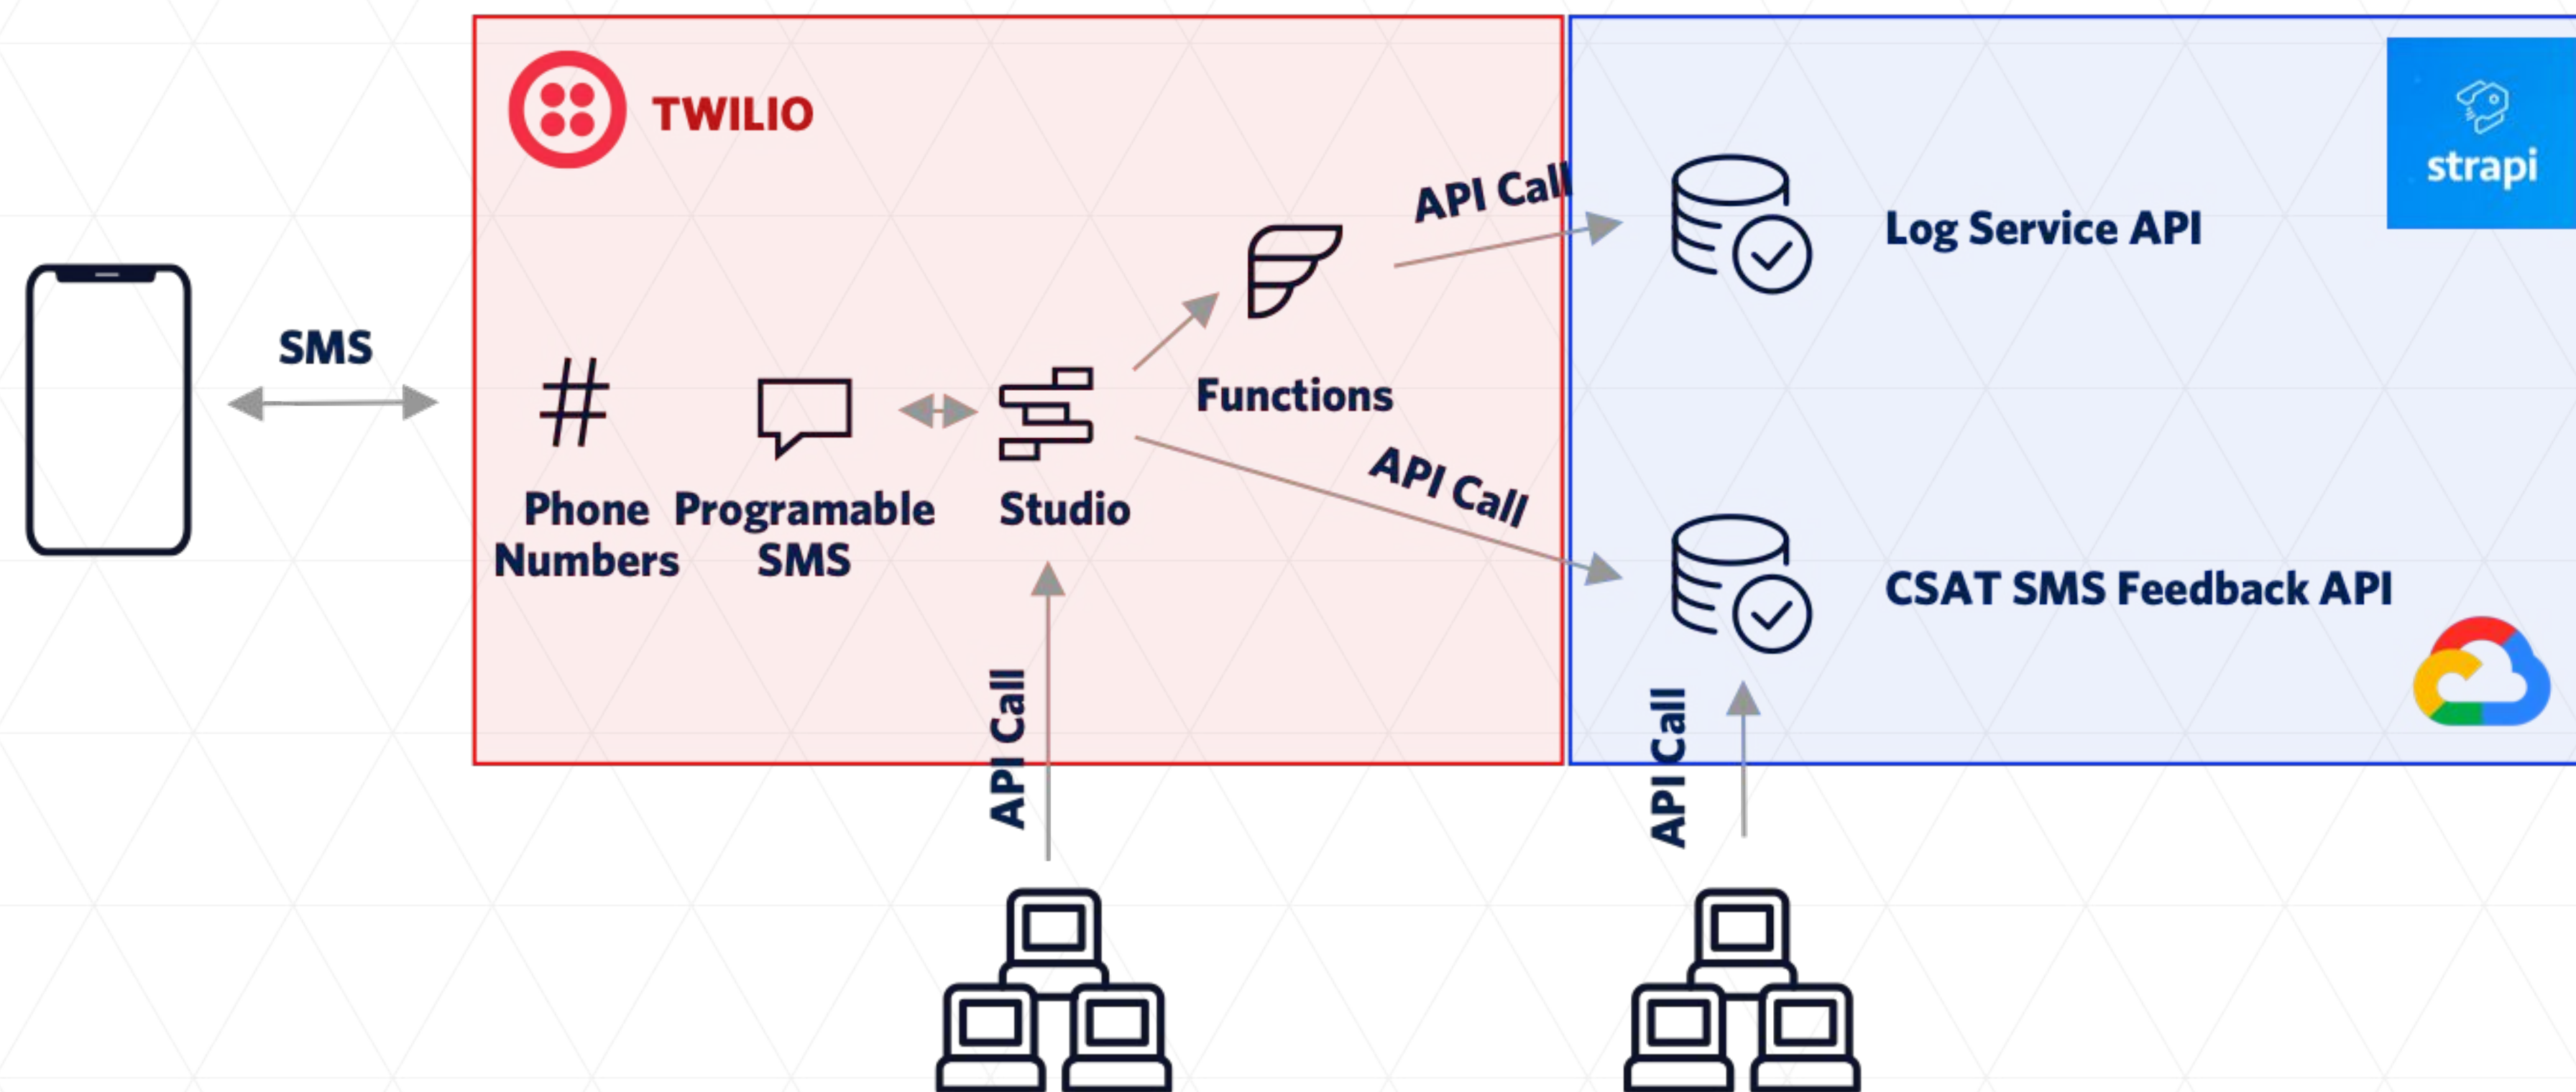 TWILIO
strapi
API Call
Log Service API
SMS
Functions
API Call
Phone
Numbers
Programable
SMS
Studio
CSAT SMS Feedback API
API Call
API Call